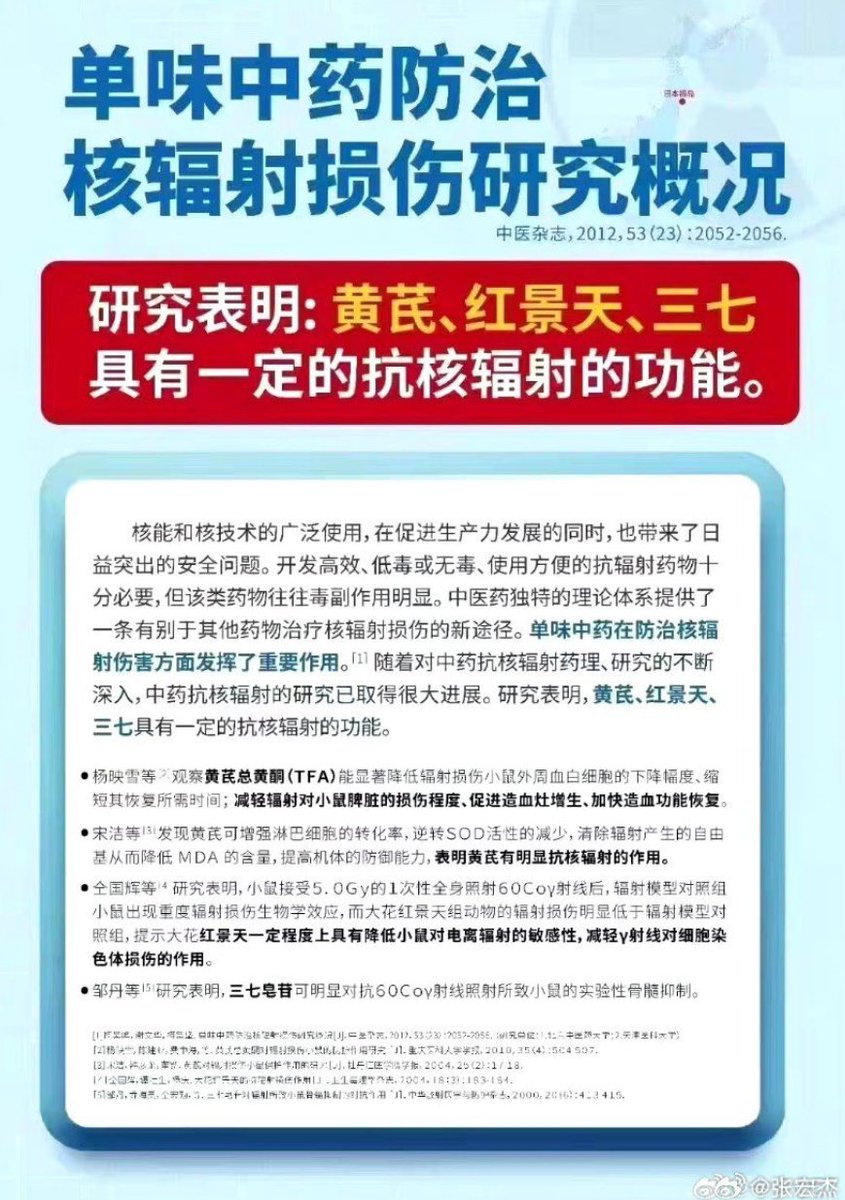 单味中药防治
核辐射损伤研究概况
中医杂志,2012,53(23):2052-2056.
日本福岛
研究表明:黄芪、红景天、三七
具有一定的抗核辐射的功能。
核能和核技术的广泛使用,在促进生产力发展的同时,也带来了日
益突出的安全问题。开发高效、低毒或无毒、使用方便的抗辐射药物十
分必要,但该类药物往往毒副作用明显。中医药独特的理论体系提供了
一条有别于其他药物治疗核辐射损伤的新途径。单味中药在防治核辐
射伤害方面发挥了重要作用。[1]随着对中药抗核辐射药理、研究的不断
深入,中药抗核辐射的研究已取得很大进展。研究表明,黄芪、红景天、
三七具有一定的抗核辐射的功能。
●杨映雪等[2]观察黄芪总黄酮(TFA)能显著降低辐射损伤小鼠外周血白细胞的下降幅度、缩
短其恢复所需时间;减轻辐射对小鼠脾脏的损伤程度、促进造血灶增生、加快造血功能恢复。
●宋洁等[3]发现黄芪可增强淋巴细胞的转化率,逆转SOD活性的减少,清除辐射产生的自由
基从而降低 MDA 的含量,提高机体的防御能力,表明黄芪有明显抗核辐射的作用。
●仝国辉等[4 研究表明,小鼠接受5.0Gy的1次性全身照射60Coγ射线后,辐射模型对照组
小鼠出现重度辐射损伤生物学效应,而大花红景天组动物的辐射损伤明显低于辐射模型对
照组,提示大花红景天一定程度上具有降低小鼠对电离辐射的敏感性,减轻γ射线对细胞染
色体损伤的作用。
●邹丹等[5]研究表明,三七皂苷可明显对抗60Coγ射线照射所致小鼠的实验性骨髓抑制。
单味中药防治核辐射损伤研究概况[J].中医杂志,2012,53(23):2052-2056.
[2]杨映雪
2004,25(2):17 18.
2004,18(3):183-184.
2000,20(6):413 415.
@张宏杰